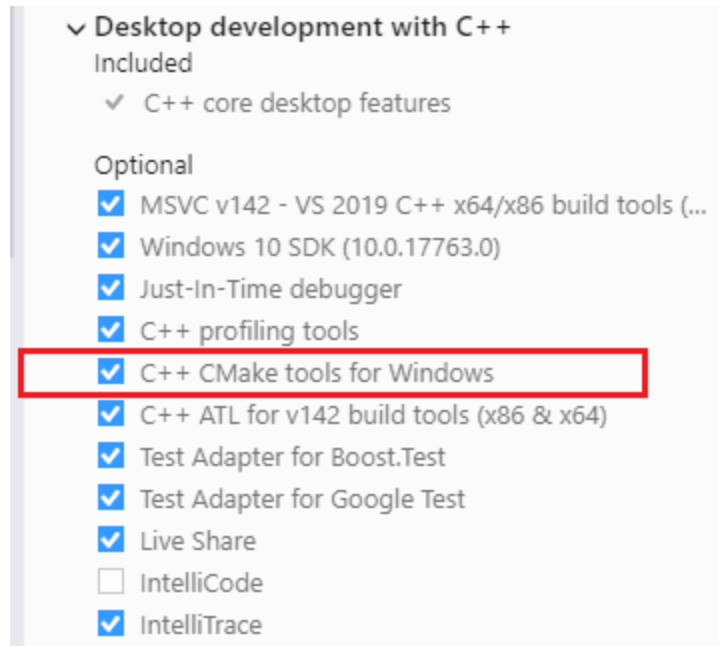 Desktop development with C++
Included
C++ core desktop features
Optional
MSVC v142 - VS 2019 C++ x64/x86 build tools (...
Windows 10 SDK (10.0.17763.0)
Just-In-Time debugger
C++ profiling tools
C++ CMake tools for Windows
C++ ATL for v142 build tools (x86 & x64)
Test Adapter for Boost.Test
Test Adapter for Google Test
Live Share
IntelliCode
IntelliTrace